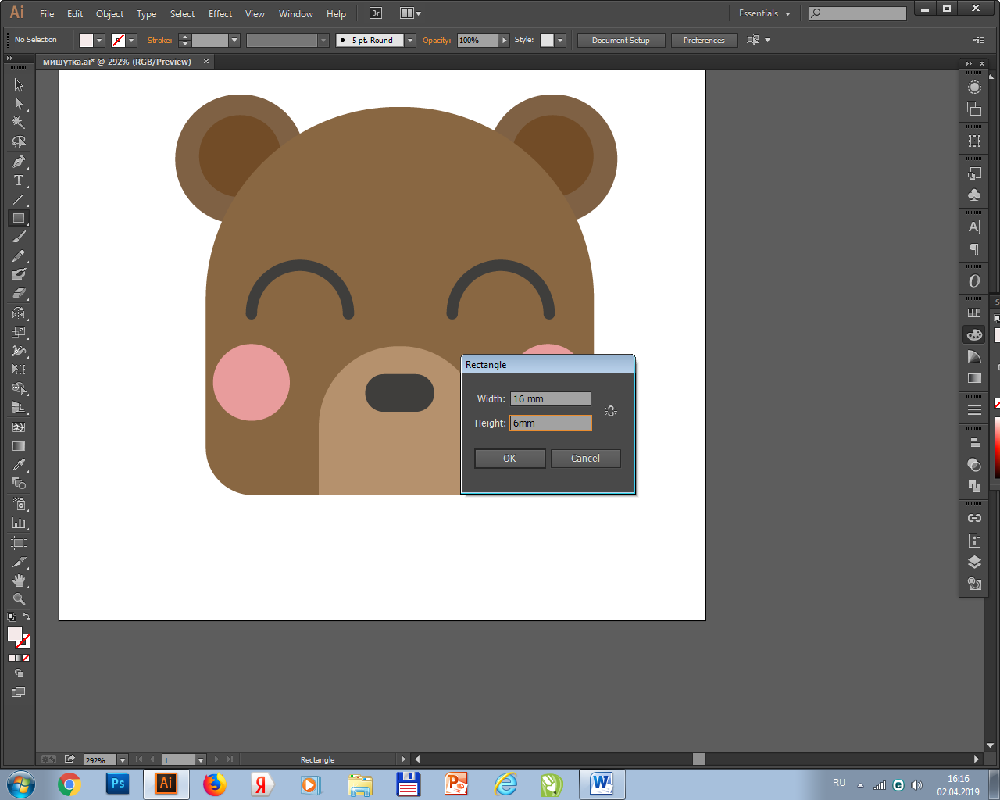 Ai File Edit Object Type Select Effect View Window Help Br Essentials
No Selection Stroke: 5 pt. Round Opacity: 100% Style: Document Setup Preferences
мишутка.ai* @ 292% (RGB/Preview)
Rectangle
Width: 16 mm
Height: 6mm
OK Cancel
292% 1 Rectangle
Ps Ai Я P W RU 16:16
02.04.2019